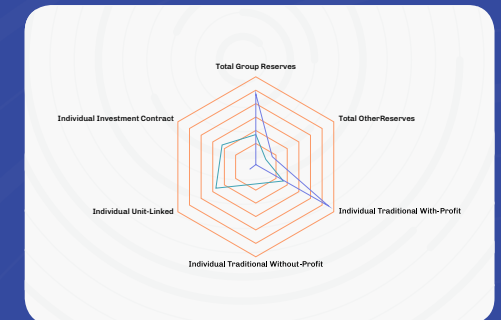 Total Group Reserves
Individual Investment Contract
Total OtherReserves
Individual Unit-Linked
Individual Traditional With-Profit
Individual Traditional Without-Profit